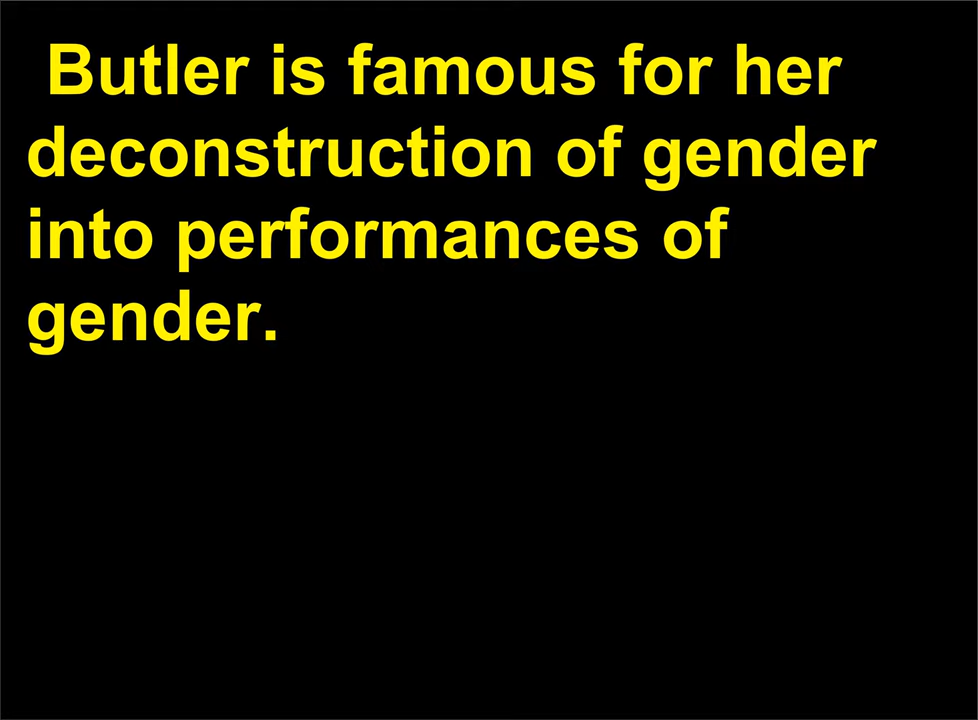 Butler is famous for her
deconstruction of gender
into performances of
gender.